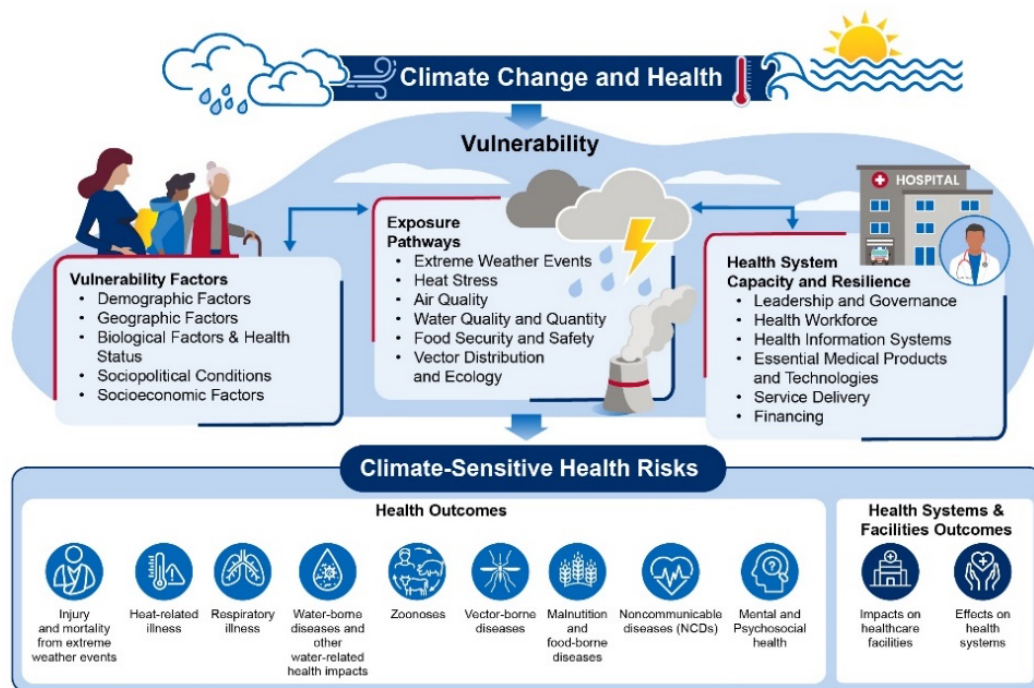 Climate Change and Health
Vulnerability
HOSPITAL
Vulnerability Factors
• Demographic Factors
• Geographic Factors
• Biological Factors & Health
Status
• Sociopolitical Conditions
• Socioeconomic Factors
Exposure
Pathways
• Extreme Weather Events
• Heat Stress
• Air Quality
• Water Quality and Quantity
• Food Security and Safety
• Vector Distribution
and Ecology
Health System
Capacity and Resilience
• Leadership and Governance
• Health Workforce
• Health Information Systems
• Essential Medical Products
and Technologies
• Service Delivery
• Financing
Climate-Sensitive Health Risks
Health Outcomes
Injury
and mortality
from extreme
weather events
Heat-related
illness
Respiratory
illness
Water-borne
diseases and
other
water-related
health impacts
Zoonoses
Vector-borne
diseases
Malnutrition
and
food-borne
diseases
Noncommunicable
diseases (NCDs)
?
Mental and
Psychosocial
health
Health Systems &
Facilities Outcomes
Impacts on
healthcare
facilities
Effects on
health
systems